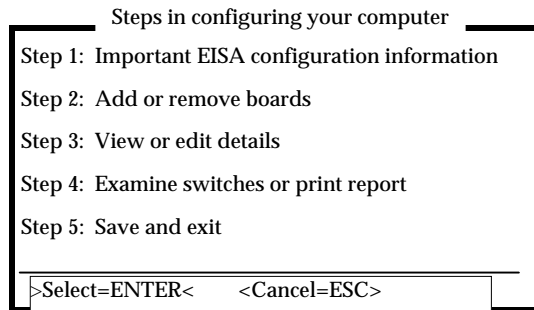 Steps in configuring your computer
Step 1: Important EISA configuration information
Step 2: Add or remove boards
Step 3: View or edit details
Step 4: Examine switches or print report
Step 5: Save and exit
>Select=ENTER< <Cancel=ESC>